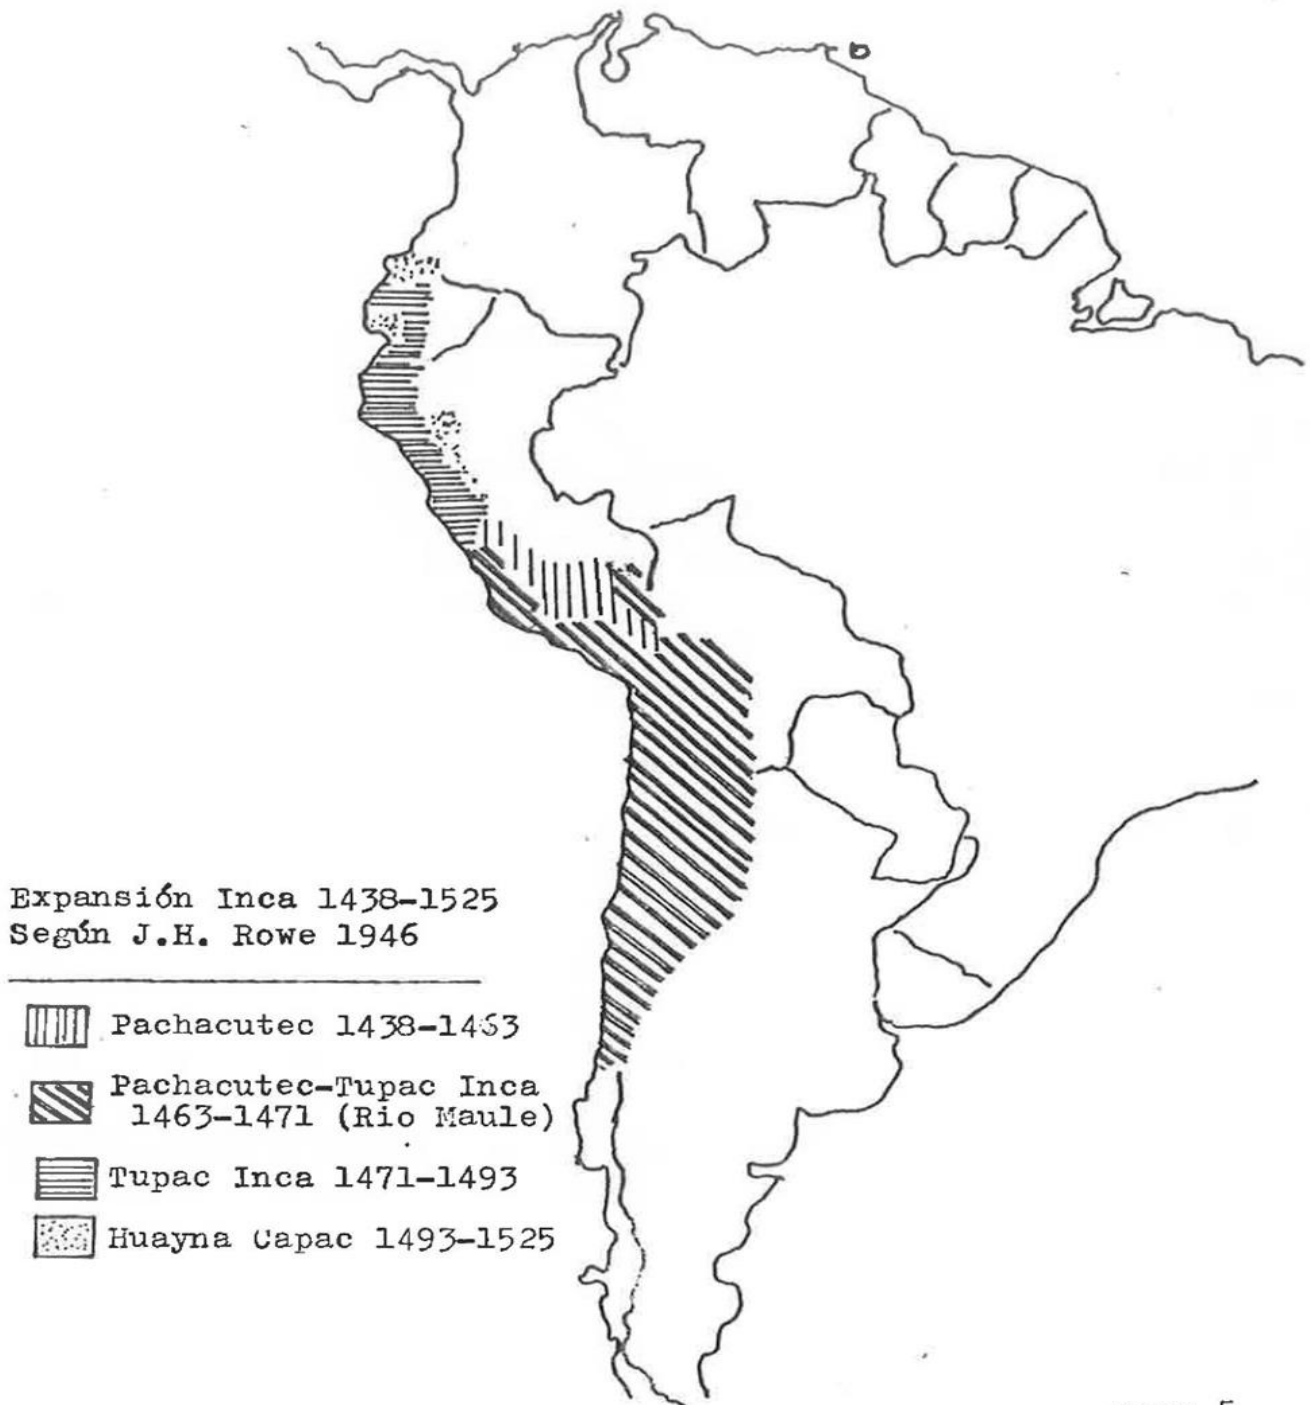 Expansión Inca 1438-1525
Según J.H. Rowe 1946
Pachacutec 1438-1463
Pachacutec-Tupac Inca
1463-1471 (Rio Maule)
Tupac Inca 1471-1493
Huayna Capac 1493-1525